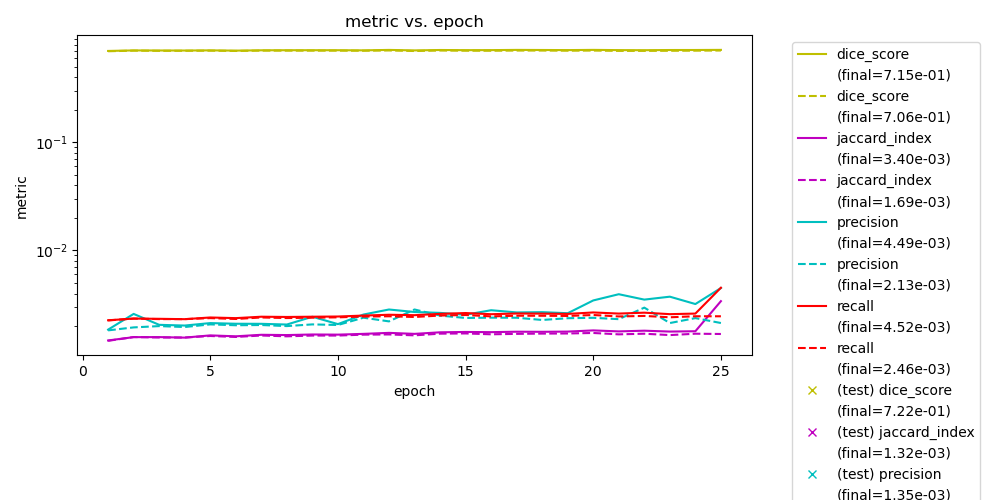 metric vs. epoch
metric
10⁻¹
10⁻²
0 5 10 15 20 25
epoch
dice_score
(final=7.15e-01)
dice_score
(final=7.06e-01)
jaccard_index
(final=3.40e-03)
jaccard_index
(final=1.69e-03)
precision
(final=4.49e-03)
precision
(final=2.13e-03)
recall
(final=4.52e-03)
recall
(final=2.46e-03)
(test) dice_score
(final=7.22e-01)
(test) jaccard_index
(final=1.32e-03)
(test) precision
(final=1.35e-03)